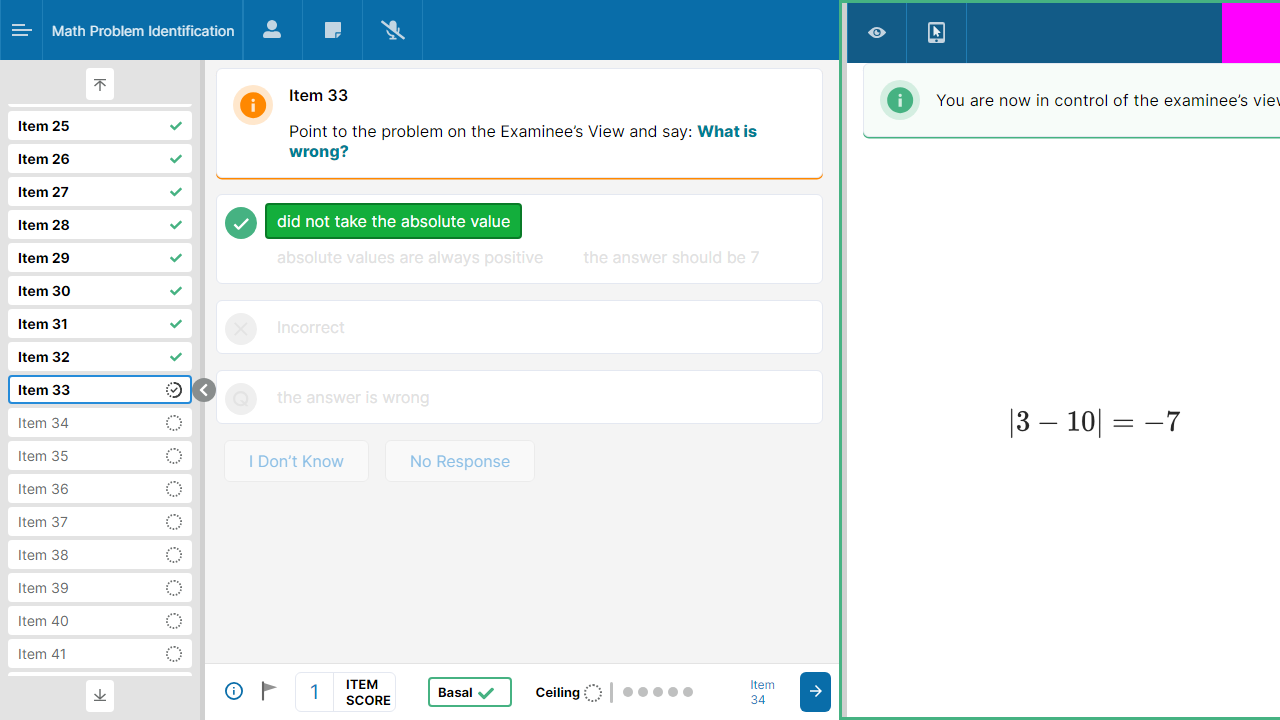 Math Problem Identification
Item 25
Item 26
Item 27
Item 28
Item 29
Item 30
Item 31
Item 32
Item 33
Item 34
Item 35
Item 36
Item 37
Item 38
Item 39
Item 40
Item 41
Item 33
Point to the problem on the Examinee’s View and say: What is
wrong?
did not take the absolute value
absolute values are always positive the answer should be 7
Incorrect
Q the answer is wrong
I Don’t Know No Response
1 ITEM
SCORE
Basal
Ceiling
Item
34
You are now in control of the examinee’s view
|3 − 10| = −7